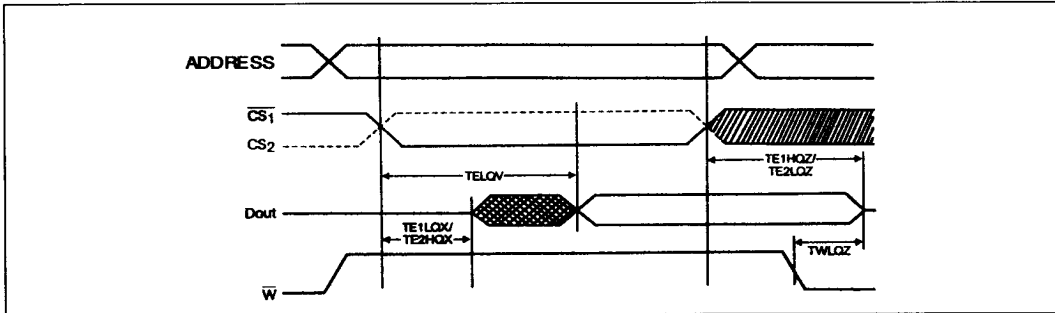 ADDRESS
CS1
CS2
TE1HQZ/
TE2LQZ
TELQV
Dout
TE1LQX/
TE2HQX
TWLQZ
W